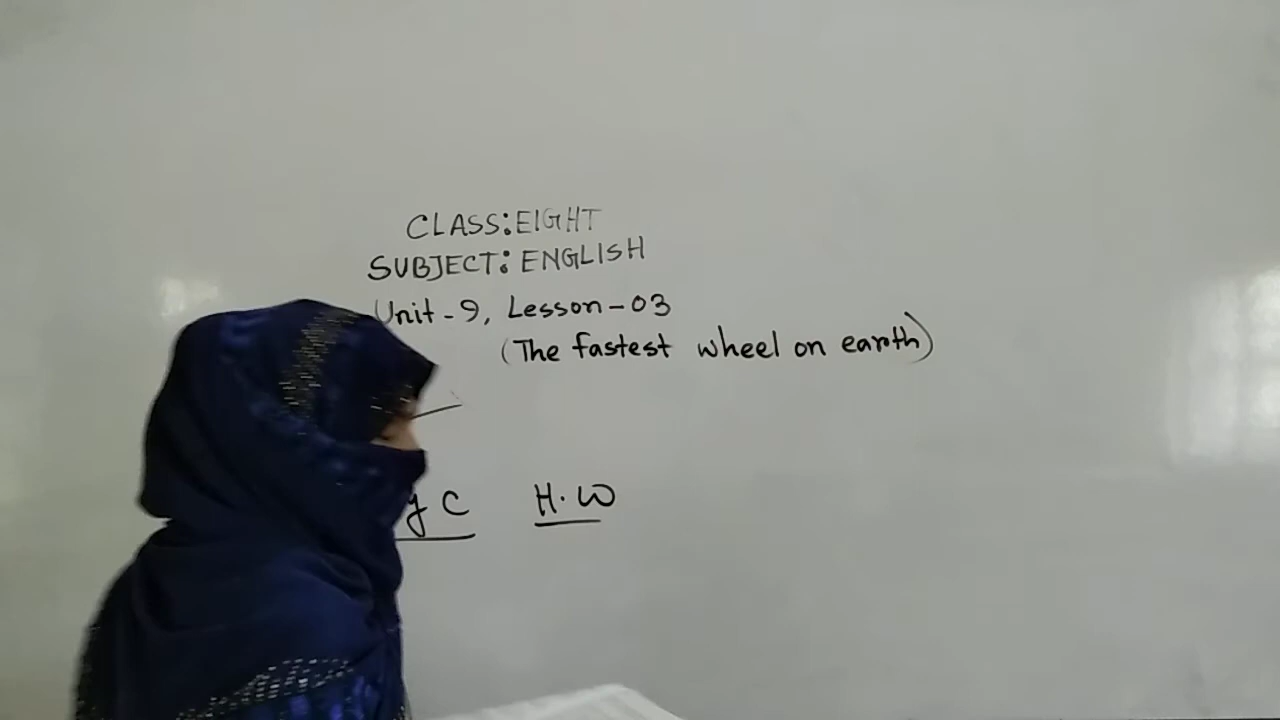 CLASS: EIGHT
SUBJECT: ENGLISH
Unit - 9, Lesson - 03
(The fastest wheel on earth)
y C H.W